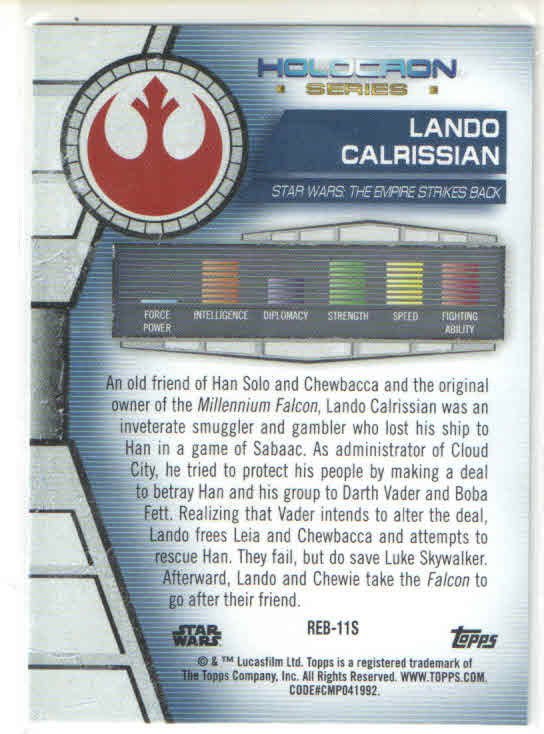 HOLOCRON
SERIES
LANDO
CALRISSIAN
STAR WARS: THE EMPIRE STRIKES BACK
FORCE POWER
INTELLIGENCE
DIPLOMACY
STRENGTH
SPEED
FIGHTING ABILITY
An old friend of Han Solo and Chewbacca and the original
owner of the Millennium Falcon, Lando Calrissian was an
inveterate smuggler and gambler who lost his ship to
Han in a game of Sabaac. As administrator of Cloud
City, he tried to protect his people by making a deal
to betray Han and his group to Darth Vader and Boba
Fett. Realizing that Vader intends to alter the deal,
Lando frees Leia and Chewbacca and attempts to
rescue Han. They fail, but do save Luke Skywalker.
Afterward, Lando and Chewie take the Falcon to
go after their friend.
STAR
WARS
REB-11S
Topps
© & ™ Lucasfilm Ltd. Topps is a registered trademark of
The Topps Company, Inc. All Rights Reserved. WWW.TOPPS.COM.
CODE#CMP041992.